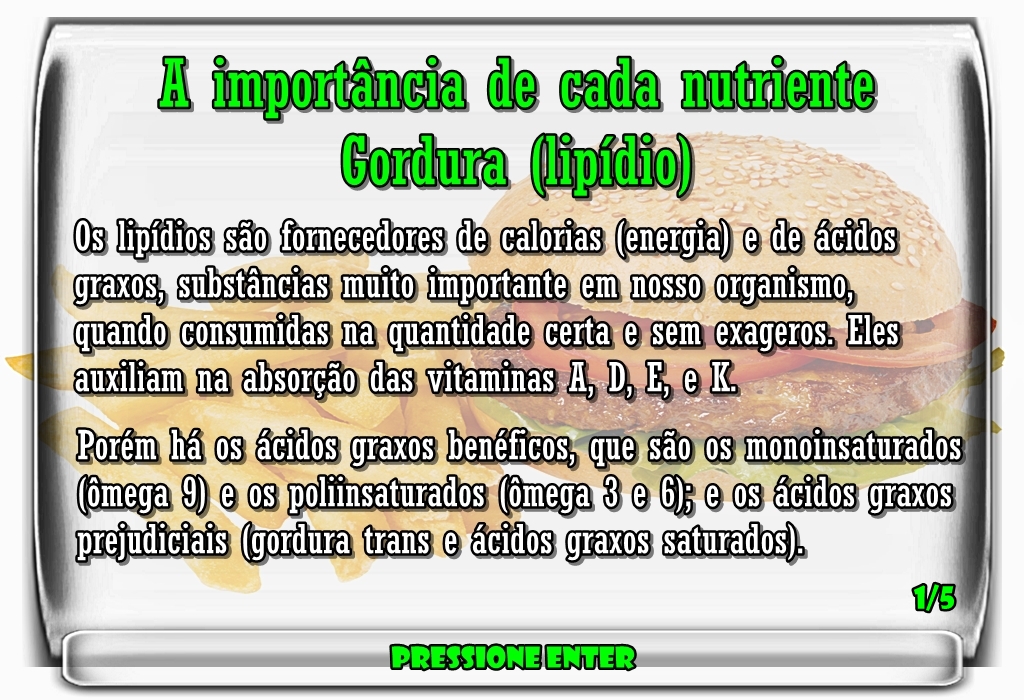 A importância de cada nutriente
Gordura (lipídio)
Os lipídios são fornecedores de calorias (energia) e de ácidos
graxos, substâncias muito importante em nosso organismo,
quando consumidas na quantidade certa e sem exageros. Eles
auxiliam na absorção das vitaminas A, D, E, e K.
Porém há os ácidos graxos benéficos, que são os monoinsaturados
(ômega 9) e os poliinsaturados (ômega 3 e 6); e os ácidos graxos
prejudiciais (gordura trans e ácidos graxos saturados).
1/5
PRESSIONE ENTER